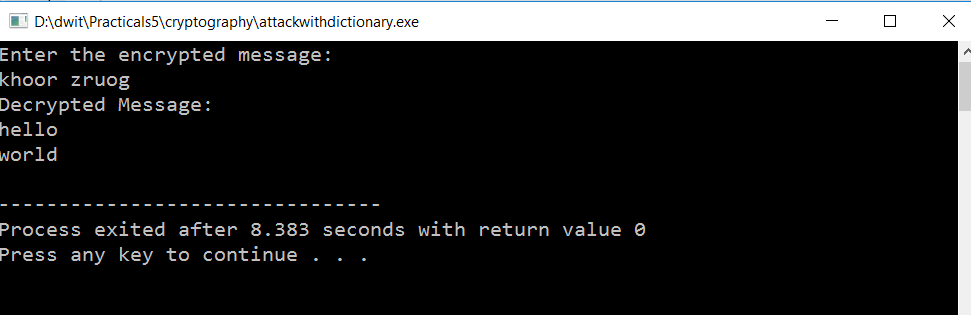 D:\dwit\Practicals5\cryptography\attackwithdictionary.exe
Enter the encrypted message:
khoor zruog
Decrypted Message:
hello
world
--------------------------------
Process exited after 8.383 seconds with return value 0
Press any key to continue . . .